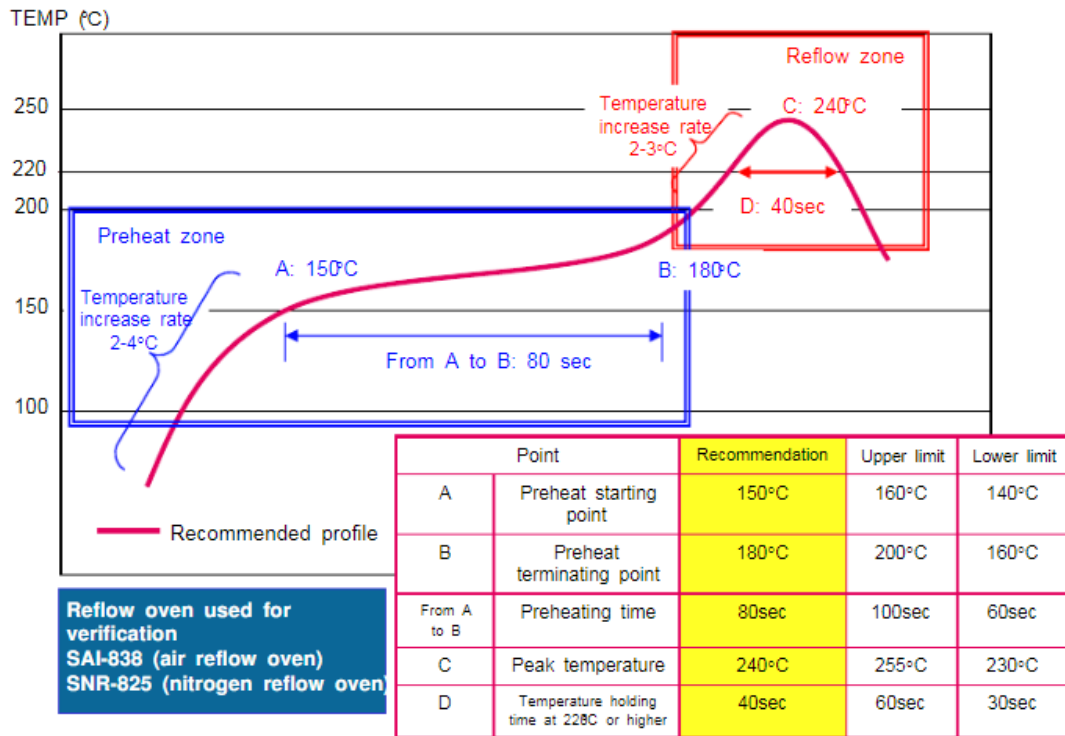 TEMP (°C)
Reflow zone
250
Temperature
increase rate
2-3°C
C: 240°C
220
200
D: 40sec
Preheat zone
A: 150°C
B: 180°C
Temperature
increase rate
2-4°C
150
From A to B: 80 sec
100
Recommended profile
Point Recommendation Upper limit Lower limit
A Preheat starting
point 150°C 160°C 140°C
B Preheat
terminating point 180°C 200°C 160°C
From A
to B Preheating time 80sec 100sec 60sec
C Peak temperature 240°C 255°C 230°C
D Temperature holding
time at 220°C or higher 40sec 60sec 30sec
Reflow oven used for
verification
SAI-838 (air reflow oven)
SNR-825 (nitrogen reflow oven)